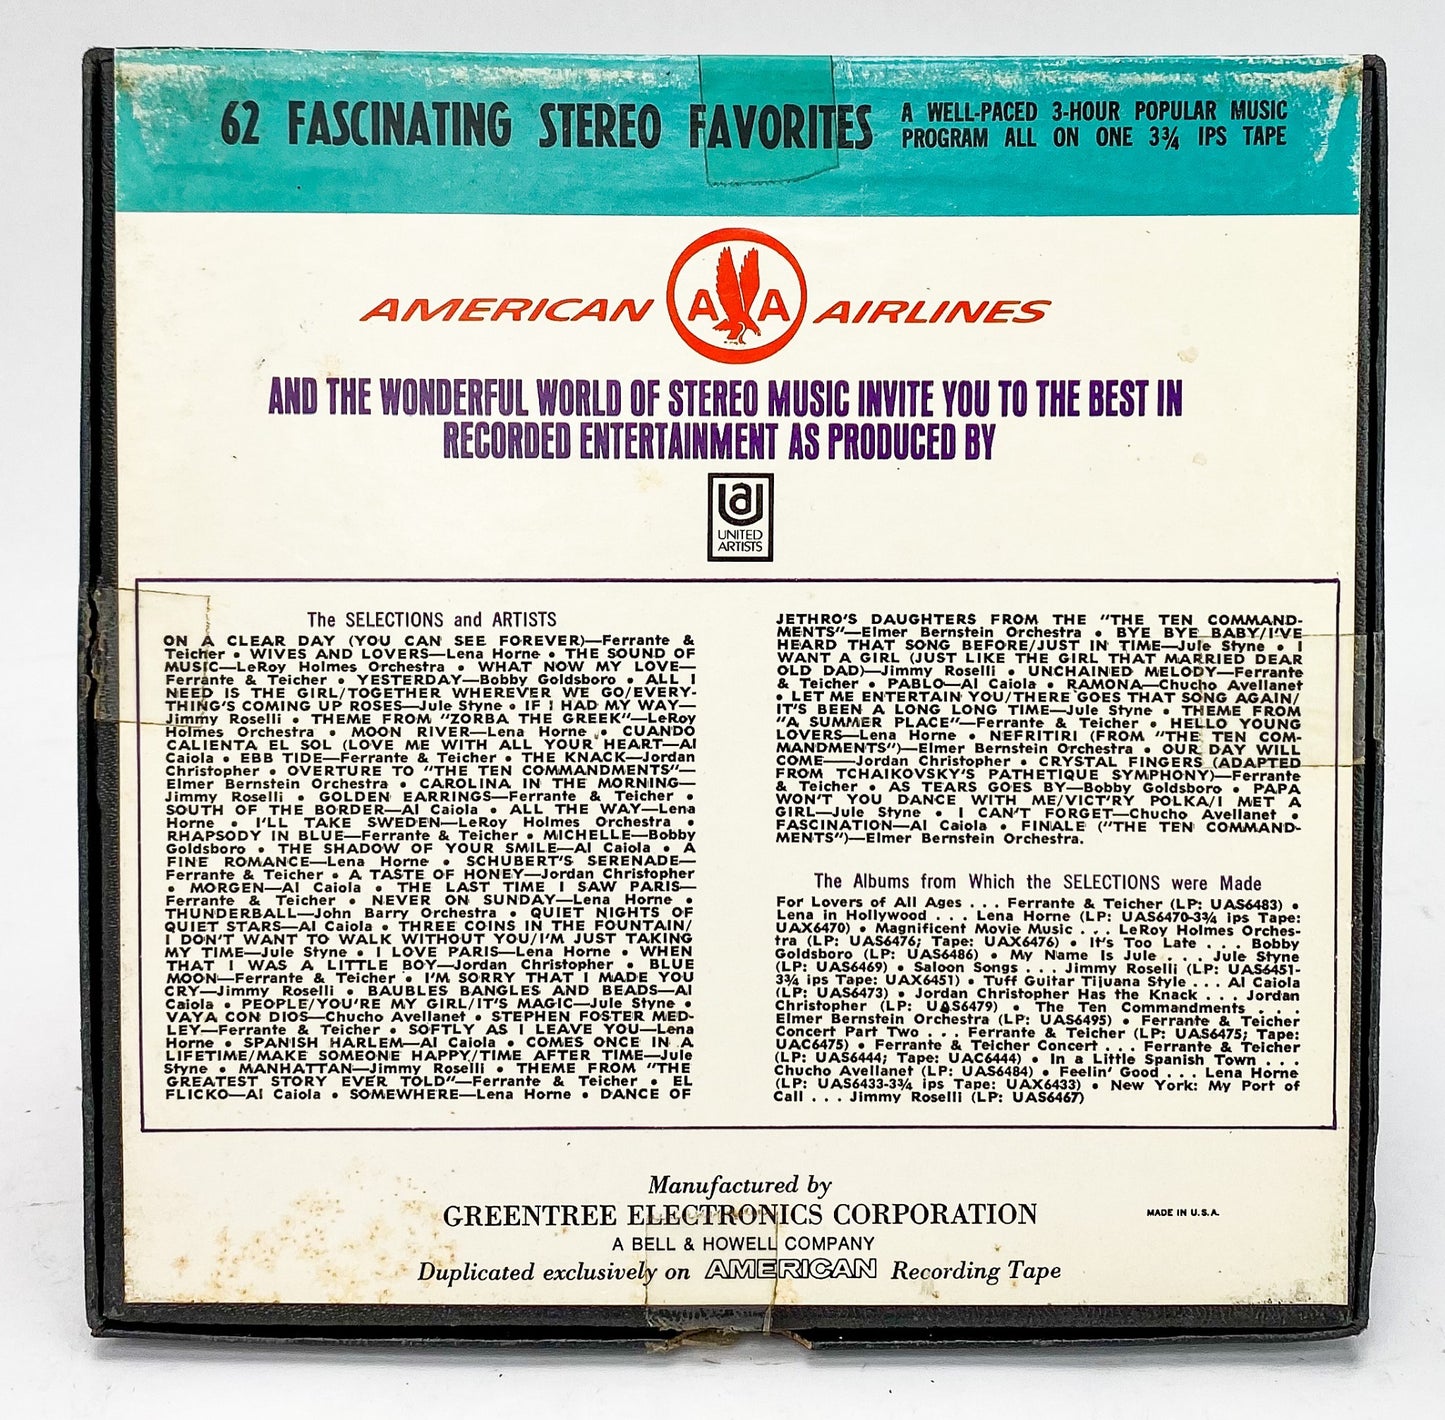 62 FASCINATING STEREO FAVORITES
A WELL-PACED 3-HOUR POPULAR MUSIC
PROGRAM ALL ON ONE 3¾ IPS TAPE
AMERICAN AA AIRLINES
AND THE WONDERFUL WORLD OF STEREO MUSIC INVITE YOU TO THE BEST IN
RECORDED ENTERTAINMENT AS PRODUCED BY
UA
UNITED
ARTISTS
The SELECTIONS and ARTISTS
ON A CLEAR DAY (YOU CAN SEE FOREVER)—Ferrante &
Teicher • WIVES AND LOVERS—Lena Horne • THE SOUND OF
MUSIC—LeRoy Holmes Orchestra • WHAT NOW MY LOVE—
Ferrante & Teicher • YESTERDAY—Bobby Goldsboro • ALL I
NEED IS THE GIRL/TOGETHER WHEREVER WE GO/EVERY-
THING'S COMING UP ROSES—Jule Styne • IF I HAD MY WAY—
Jimmy Roselli • THEME FROM "ZORBA THE GREEK"—LeRoy
Holmes Orchestra • MOON RIVER—Lena Horne • CUANDO
CALIENTA EL SOL (LOVE ME WITH ALL YOUR HEART—Al
Caiola • EBB TIDE—Ferrante & Teicher • THE KNACK—Jordan
Christopher • OVERTURE TO "THE TEN COMMANDMENTS"—
Elmer Bernstein Orchestra • CAROLINA IN THE MORNING—
Jimmy Roselli • GOLDEN EARRINGS—Ferrante & Teicher •
SOUTH OF THE BORDER—Al Caiola • ALL THE WAY—Lena
Horne • I'LL TAKE SWEDEN—LeRoy Holmes Orchestra •
RHAPSODY IN BLUE—Ferrante & Teicher • MICHELLE—Bobby
Goldsboro • THE SHADOW OF YOUR SMILE—Al Caiola • A
FINE ROMANCE—Lena Horne • SCHUBERT'S SERENADE—
Ferrante & Teicher • A TASTE OF HONEY—Jordan Christopher
• MORGEN—Al Caiola • THE LAST TIME I SAW PARIS—
Ferrante & Teicher • NEVER ON SUNDAY—Lena Horne •
THUNDERBALL—John Barry Orchestra • QUIET NIGHTS OF
QUIET STARS—Al Caiola • THREE COINS IN THE FOUNTAIN/
I DON'T WANT TO WALK WITHOUT YOU/I'M JUST TAKING
MY TIME—Jule Styne • I LOVE PARIS—Lena Horne • WHEN
THAT I WAS A LITTLE BOY—Jordan Christopher • BLUE
MOON—Ferrante & Teicher • I'M SORRY THAT I MADE YOU
CRY—Jimmy Roselli • BAUBLES BANGLES AND BEADS—Al
Caiola • PEOPLE/YOU'RE MY GIRL/IT'S MAGIC—Jule Styne •
VAYA CON DIOS—Chucho Avellanet • STEPHEN FOSTER MED-
LEY—Ferrante & Teicher • SOFTLY AS I LEAVE YOU—Lena
Horne • SPANISH HARLEM—Al Caiola • COMES ONCE IN A
LIFETIME/MAKE SOMEONE HAPPY/TIME AFTER TIME—Jule
Styne • MANHATTAN—Jimmy Roselli • THEME FROM "THE
GREATEST STORY EVER TOLD"—Ferrante & Teicher • EL
FLICKO—Al Caiola • SOMEWHERE—Lena Horne • DANCE OF
JETHRO'S DAUGHTERS FROM THE "THE TEN COMMAND-
MENTS"—Elmer Bernstein Orchestra • BYE BYE BABY/I'VE
HEARD THAT SONG BEFORE/JUST IN TIME—Jule Styne • I
WANT A GIRL (JUST LIKE THE GIRL THAT MARRIED DEAR
OLD DAD)—Jimmy Roselli • UNCHAINED MELODY—Ferrante
& Teicher • PABLO—Al Caiola • RAMONA—Chucho Avellanet
• LET ME ENTERTAIN YOU/THERE GOES THAT SONG AGAIN/
IT'S BEEN A LONG LONG TIME—Jule Styne • THEME FROM
"A SUMMER PLACE"—Ferrante & Teicher • HELLO YOUNG
LOVERS—Lena Horne • NEFRITIRI (FROM "THE TEN COM-
MANDMENTS")—Elmer Bernstein Orchestra • OUR DAY WILL
COME——Jordan Christopher • CRYSTAL FINGERS (ADAPTED
FROM TCHAIKOVSKY'S PATHETIQUE SYMPHONY)—Ferrante
& Teicher • AS TEARS GOES BY—Bobby Goldsboro • PAPA
WON'T YOU DANCE WITH ME/VICT'RY POLKA/I MET A
GIRL—Jule Styne • I CAN'T FORGET—Chucho Avellanet •
FASCINATION—Al Caiola • FINALE ("THE TEN COMMAND-
MENTS")—Elmer Bernstein Orchestra.
The Albums from Which the SELECTIONS were Made
For Lovers of All Ages . . . Ferrante & Teicher (LP: UAS6483) •
Lena in Hollywood . . . Lena Horne (LP: UAS6470-3¾ ips Tape:
UAX6470) • Magnificent Movie Music . . . LeRoy Holmes Orches-
tra (LP: UAS6476; Tape: UAX6476) • It's Too Late . . . Bobby
Goldsboro (LP: UAS6486) • My Name Is Jule . . . Jule Styne
(LP: UAS6469) • Saloon Songs . . . Jimmy Roselli (LP: UAS6451-
3¾ ips Tape: UAX6451) • Tuff Guitar Tijuana Style . . . Al Caiola
(LP: UAS6473) • Jordan Christopher Has the Knack . . . Jordan
Christopher (LP: UAS6479) • The Ten Commandments . . .
Elmer Bernstein Orchestra (LP: UAS6495) • Ferrante & Teicher
Concert Part Two . . . Ferrante & Teicher (LP: UAS6475; Tape:
UAC6475) • Ferrante & Teicher Concert . . . Ferrante & Teicher
(LP: UAS6444; Tape: UAC6444) • In a Little Spanish Town . . .
Chucho Avellanet (LP: UAS6484) • Feelin' Good . . . Lena Horne
(LP: UAS6433-3¾ ips Tape: UAX6433) • New York: My Port of
Call . . . Jimmy Roselli (LP: UAS6467)
Manufactured by
GREENTREE ELECTRONICS CORPORATION
MADE IN U.S.A.
A BELL & HOWELL COMPANY
Duplicated exclusively on AMERICAN Recording Tape